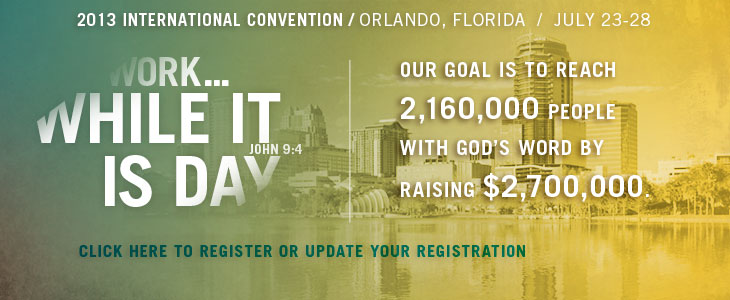 2013 INTERNATIONAL CONVENTION / ORLANDO, FLORIDA / JULY 23-28
WORK...
WHILE IT
JOHN 9:4
IS DAY
OUR GOAL IS TO REACH
2,160,000 PEOPLE
WITH GOD'S WORD BY
RAISING $2,700,000.
CLICK HERE TO REGISTER OR UPDATE YOUR REGISTRATION